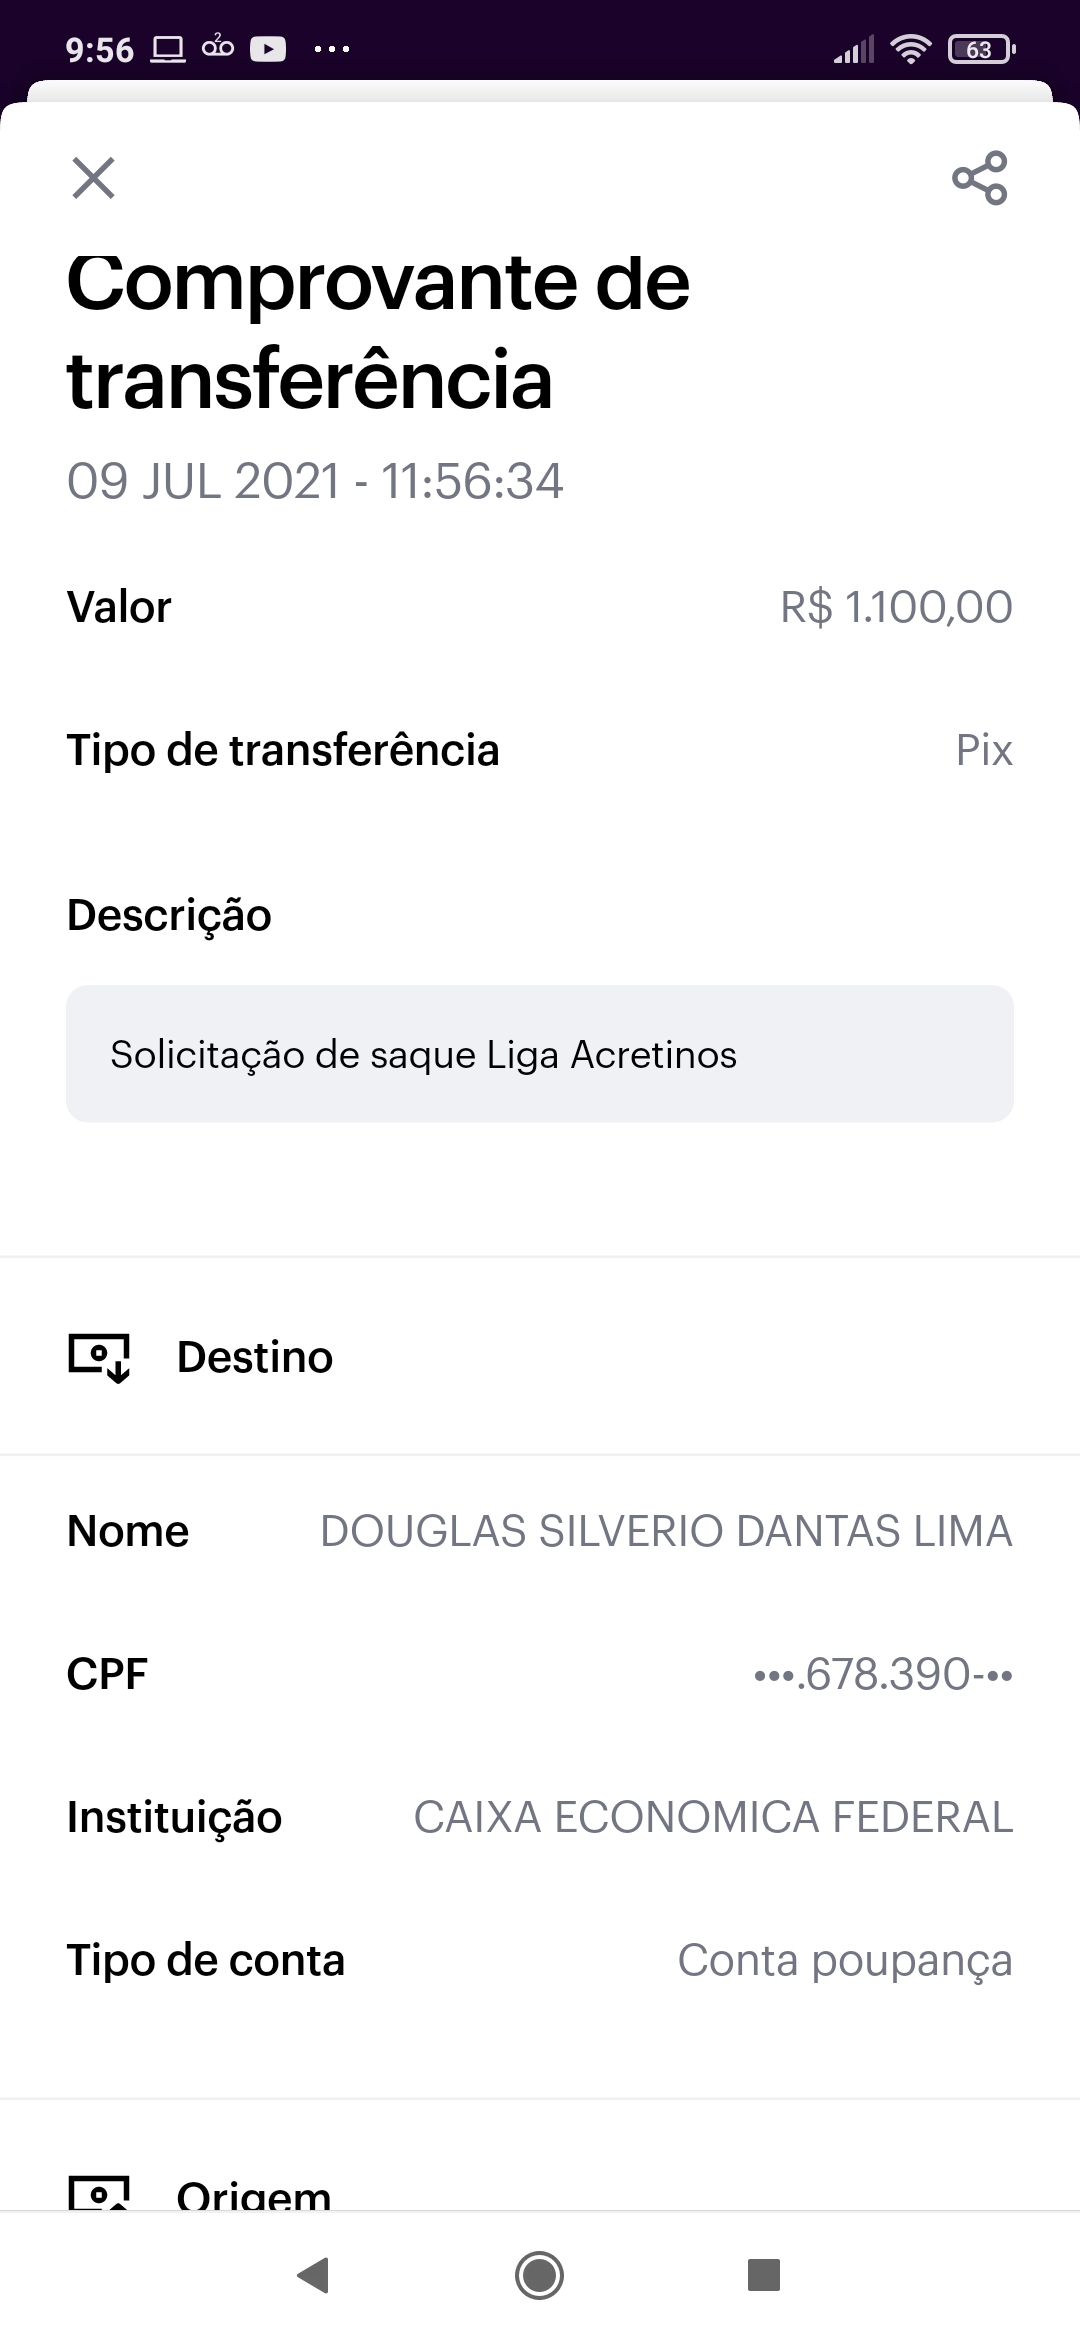 9:56
2
63
Comprovante de
transferência
09 JUL 2021 - 11:56:34
Valor R$ 1.100,00
Tipo de transferência Pix
Descrição
Solicitação de saque Liga Acretinos
Destino
Nome DOUGLAS SILVERIO DANTAS LIMA
CPF •••.678.390-••
Instituição CAIXA ECONOMICA FEDERAL
Tipo de conta Conta poupança
Origem